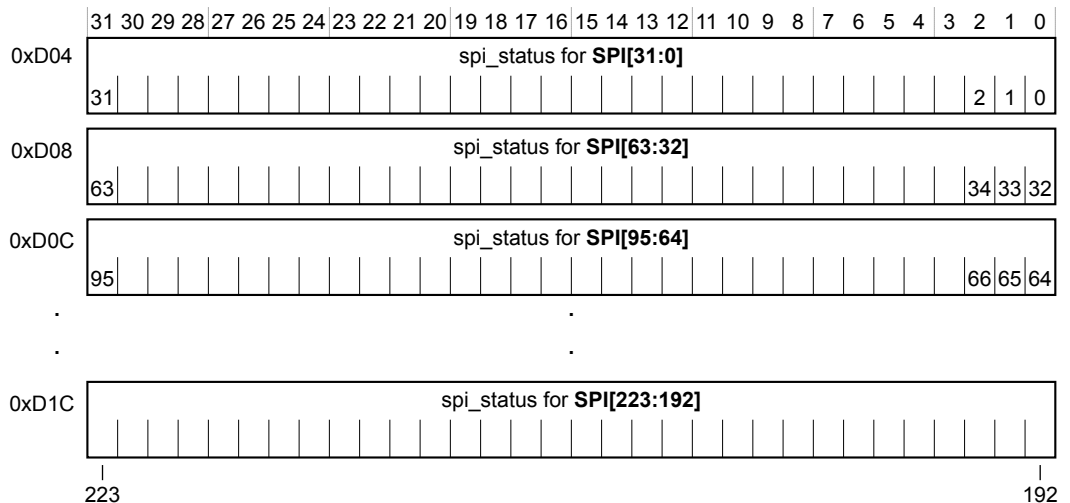 31 30 29 28 27 26 25 24 23 22 21 20 19 18 17 16 15 14 13 12 11 10 9 8 7 6 5 4 3 2 1 0
0xD04
spi_status for SPI[31:0]
31 2 1 0
0xD08
spi_status for SPI[63:32]
63 34 33 32
0xD0C
spi_status for SPI[95:64]
95 66 65 64
. .
. .
0xD1C
spi_status for SPI[223:192]
223 192